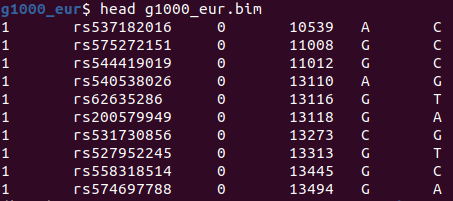 g1000_eur$ head g1000_eur.bim
1 rs537182016 0 10539 A C
1 rs575272151 0 11008 G C
1 rs544419019 0 11012 G C
1 rs540538026 0 13110 A G
1 rs62635286 0 13116 G T
1 rs200579949 0 13118 G A
1 rs531730856 0 13273 C G
1 rs527952245 0 13313 G T
1 rs558318514 0 13445 G C
1 rs574697788 0 13494 G A